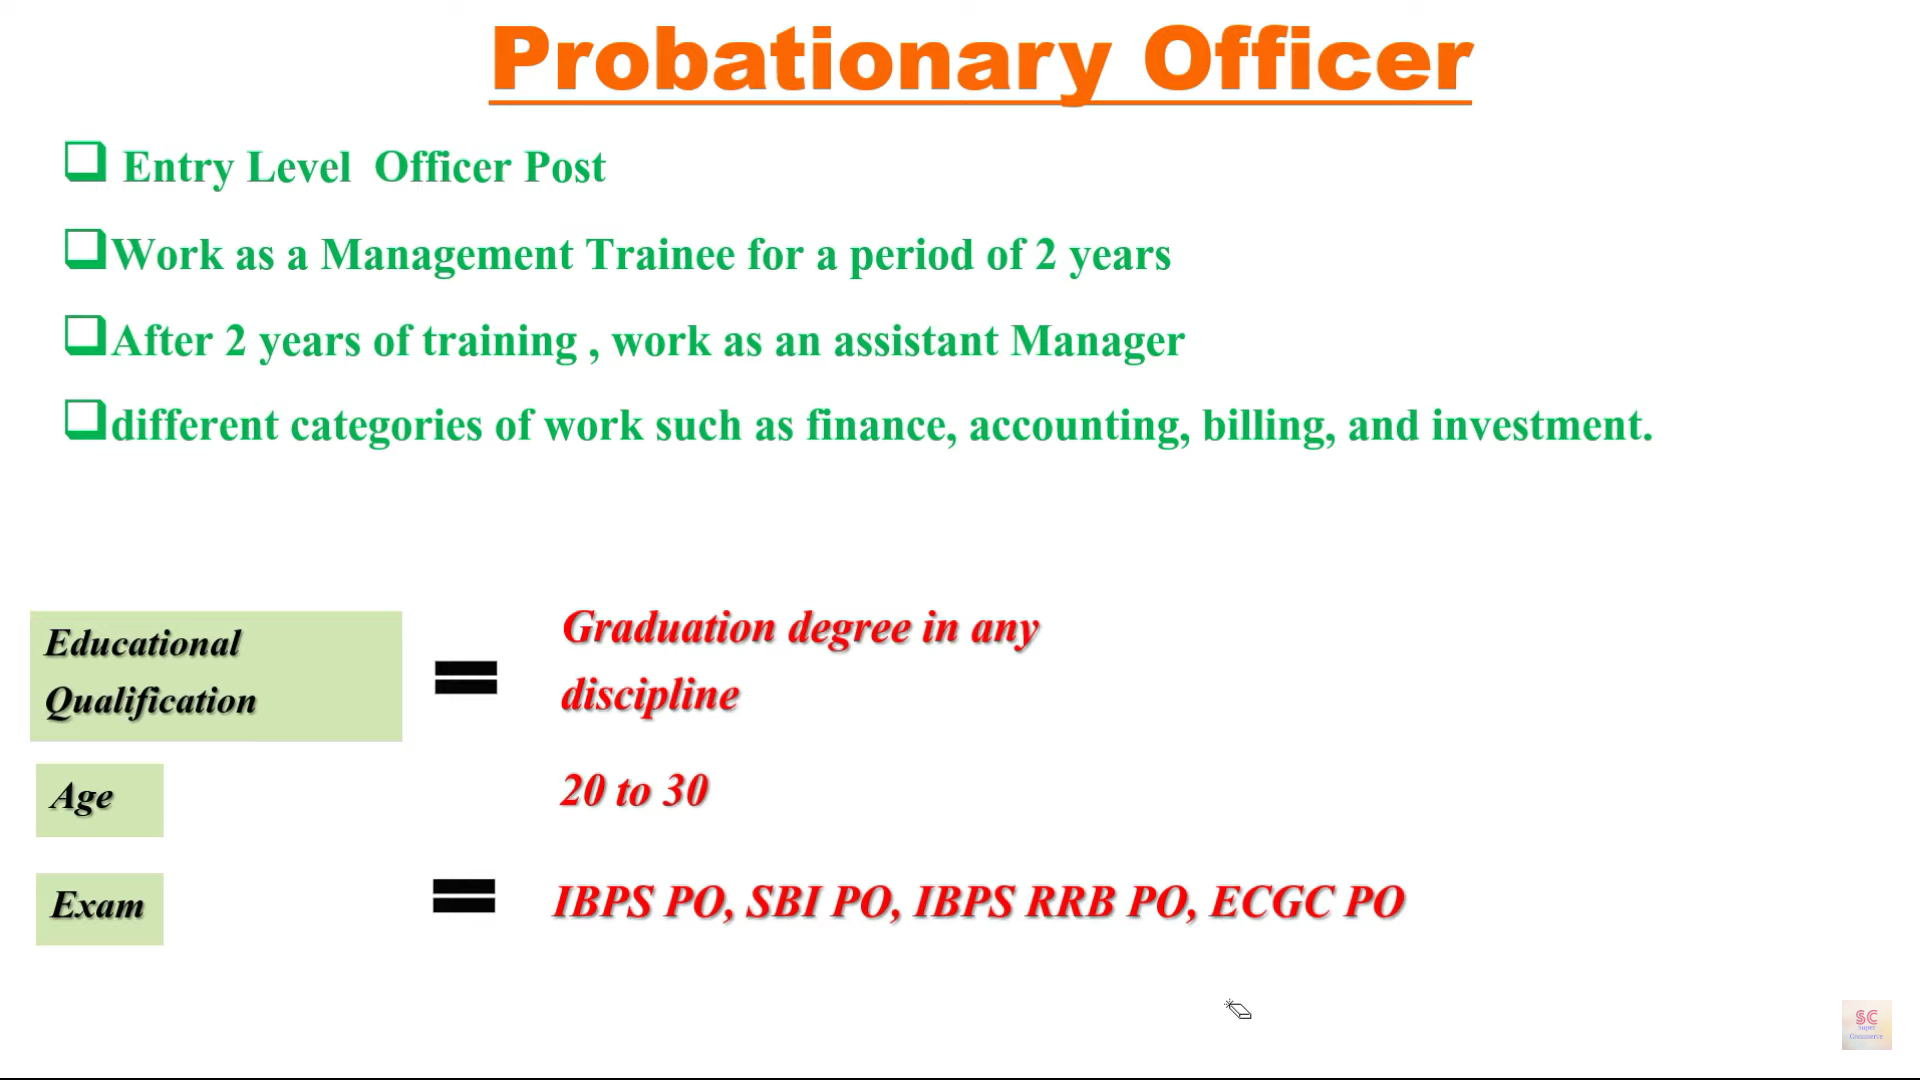 Probationary Officer
Entry Level Officer Post
Work as a Management Trainee for a period of 2 years
After 2 years of training , work as an assistant Manager
different categories of work such as finance, accounting, billing, and investment.
Educational
Qualification
Graduation degree in any
discipline
Age
20 to 30
Exam
IBPS PO, SBI PO, IBPS RRB PO, ECGC PO
SC
Super
Commerce